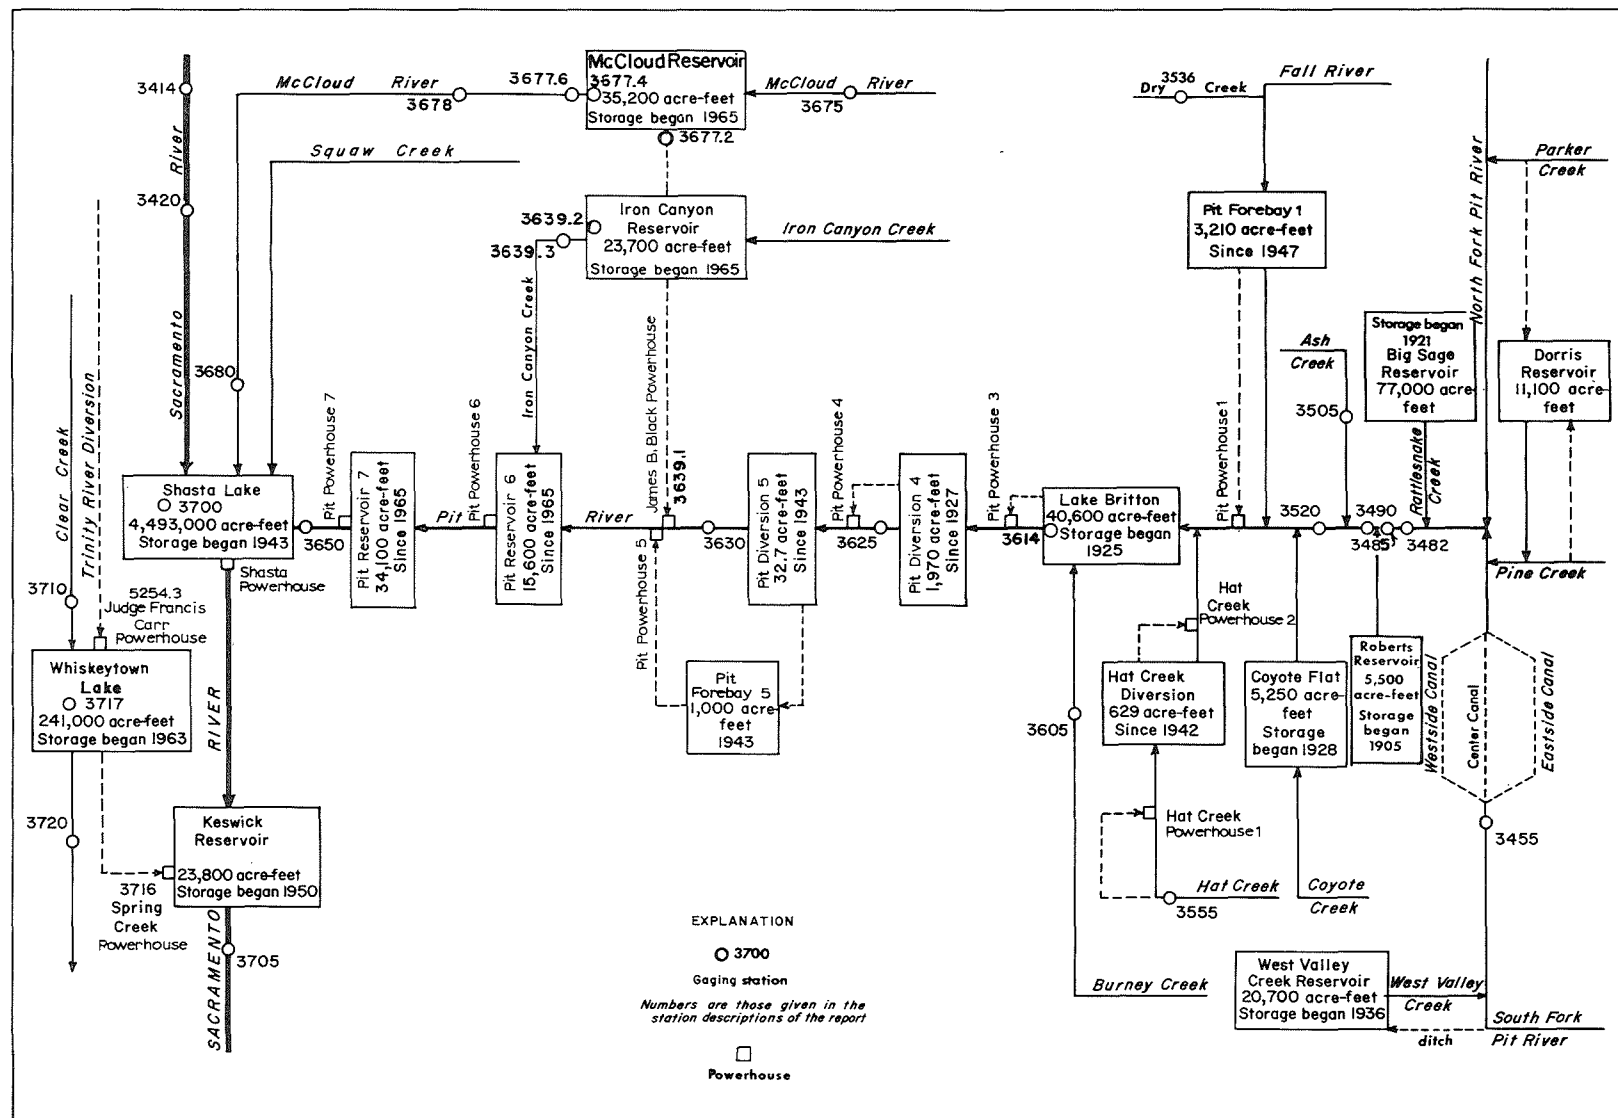 3414
River
3420
Sacramento
McCloud River
3678
3677.6
McCloud Reservoir
3677.4
35,200 acre-feet
Storage began 1965
McCloud River
3675
3677.2
Squaw Creek
3680
Iron Canyon
Reservoir
23,700 acre-feet
Storage began 1965
3639.2
3639.3
Iron Canyon Creek
Iron Canyon Creek
James B. Black Powerhouse
3639.1
3536
Dry Creek
Fall River
Pit Forebay 1
3,210 acre-feet
Since 1947
Pit Powerhouse 1
North Fork Pit River
Parker
Creek
Storage began
1921
Big Sage
Reservoir
77,000 acre-
feet
Rattlesnake
Creek
Dorris
Reservoir
11,100 acre-
feet
Ash
Creek
3505
Clear Creek
Trinity River Diversion
3710
Shasta Lake
3700
4,493,000 acre-feet
Storage began 1943
3650
Pit Powerhouse 7
Pit Reservoir 7
34,100 acre-feet
Since 1965
Pit River
Pit Powerhouse 6
Pit Reservoir 6
15,600 acre-feet
Since 1965
Pit Powerhouse 5
3630
Pit Diversion 5
32.7 acre-feet
Since 1943
Pit Powerhouse 4
3625
Pit Diversion 4
1,970 acre-feet
Since 1927
Pit Powerhouse 3
Lake Britton
40,600 acre-feet
3614
Storage began
1925
3520
3490
3485
3482
Pine Creek
Shasta
Powerhouse
5254.3
Judge Francis
Carr
Powerhouse
Whiskeytown
Lake
3717
241,000 acre-feet
Storage began 1963
RIVER
Pit
Forebay 5
1,000 acre-
feet
1943
3605
Hat
Creek
Powerhouse 2
Hat Creek
Diversion
629 acre-feet
Since 1942
Coyote Flat
5,250 acre-
feet
Storage
began 1928
Roberts
Reservoir
5,500
acre-feet
Storage
began
1905
Westside Canal
Center Canal
Eastside Canal
3455
3720
Keswick
Reservoir
23,800 acre-feet
Storage began 1950
3716
Spring
Creek
Powerhouse
Hat Creek
Powerhouse 1
Hat Creek
3555
Coyote
Creek
SACRAMENTO
3705
Burney Creek
West Valley
Creek Reservoir
20,700 acre-feet
Storage began 1936
West Valley
Creek
ditch
South Fork
Pit River
EXPLANATION
3700
Gaging station
Numbers are those given in the
station descriptions of the report
Powerhouse